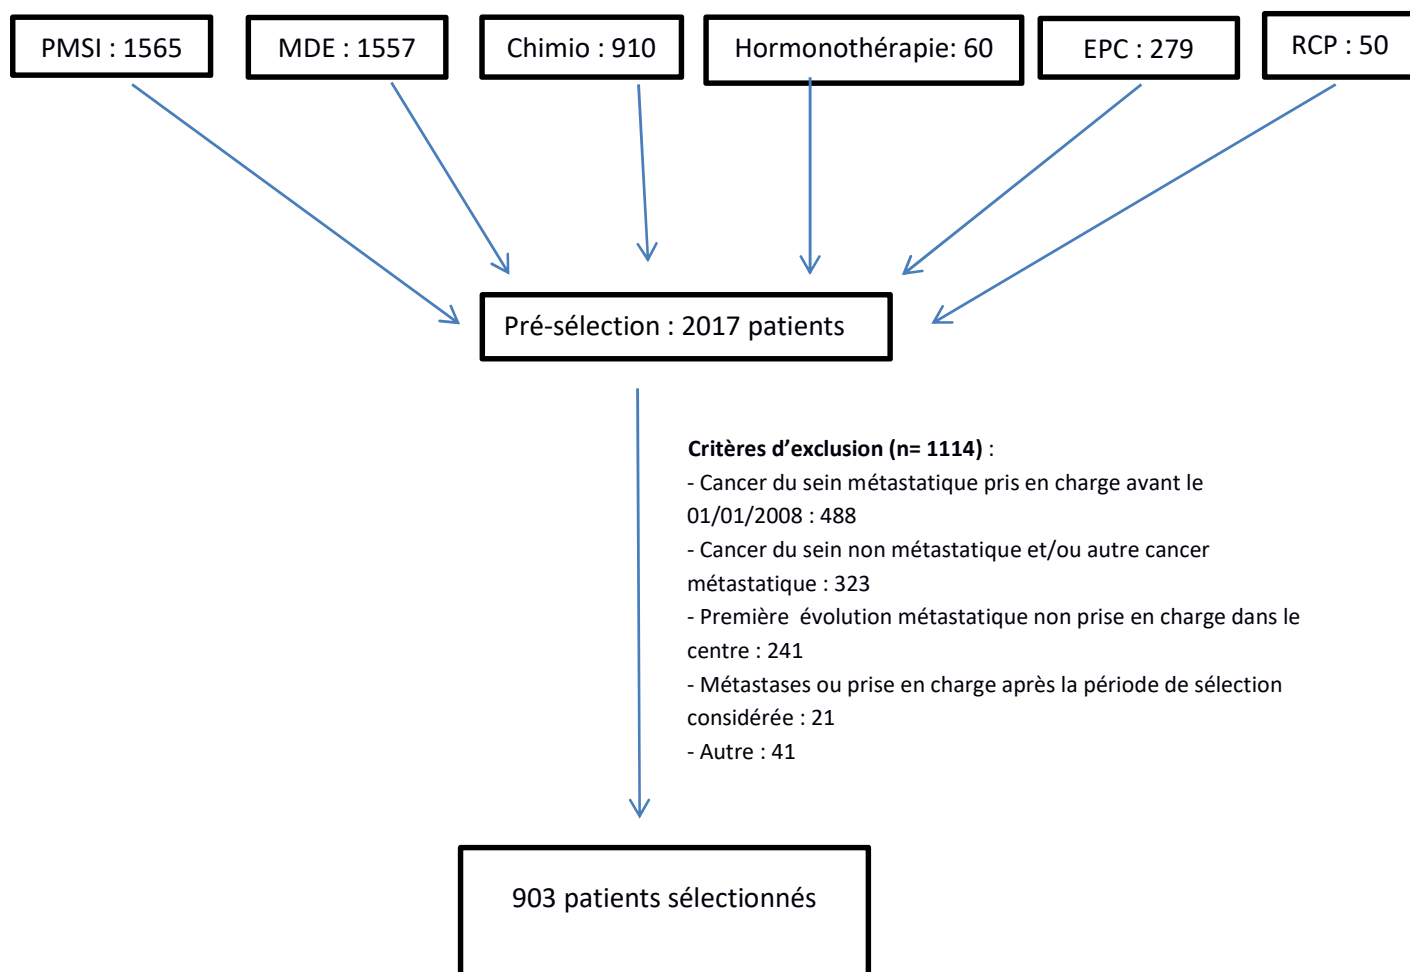 PMSI : 1565
MDE : 1557
Chimio : 910
Hormonothérapie: 60
EPC : 279
RCP : 50
Pré-sélection : 2017 patients
Critères d’exclusion (n= 1114) :
- Cancer du sein métastatique pris en charge avant le
01/01/2008 : 488
- Cancer du sein non métastatique et/ou autre cancer
métastatique : 323
- Première évolution métastatique non prise en charge dans le
centre : 241
- Métastases ou prise en charge après la période de sélection
considérée : 21
- Autre : 41
903 patients sélectionnés